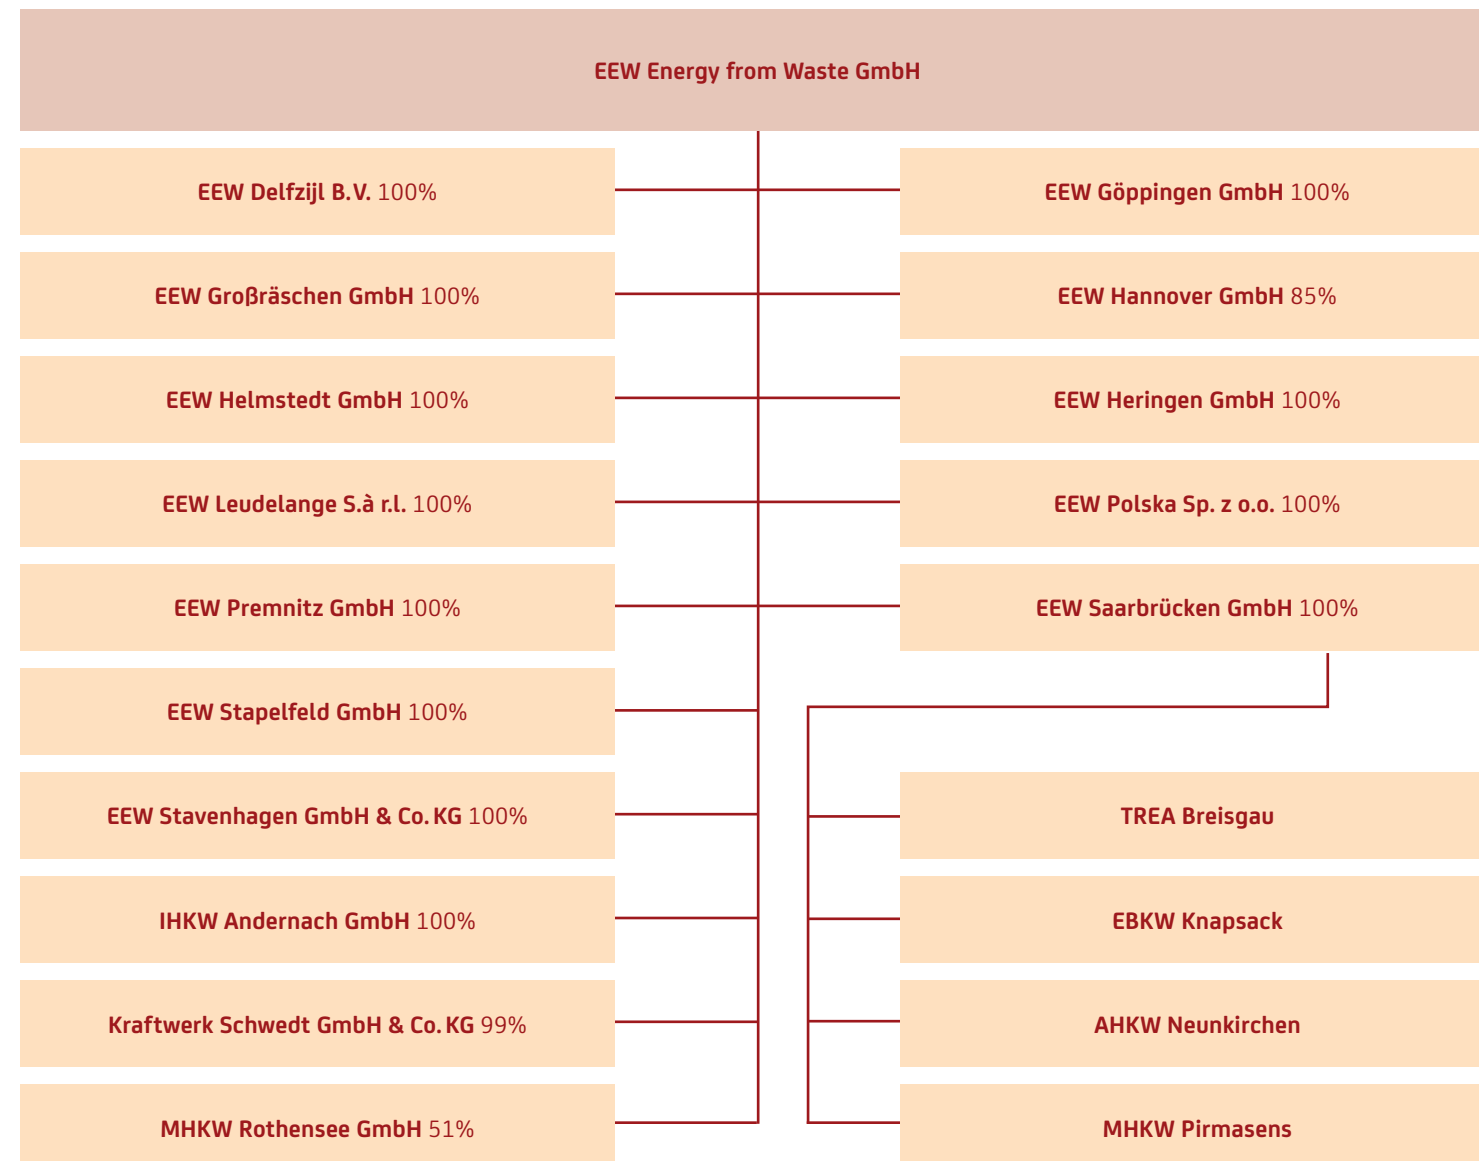 EEW Energy from Waste GmbH
EEW Delfzijl B.V. 100%
EEW Göppingen GmbH 100%
EEW Großräschen GmbH 100%
EEW Hannover GmbH 85%
EEW Helmstedt GmbH 100%
EEW Heringen GmbH 100%
EEW Leudelange S.à r.l. 100%
EEW Polska Sp. z o.o. 100%
EEW Premnitz GmbH 100%
EEW Saarbrücken GmbH 100%
EEW Stapelfeld GmbH 100%
EEW Stavenhagen GmbH & Co. KG 100%
TREA Breisgau
IHKW Andernach GmbH 100%
EBKW Knapsack
Kraftwerk Schwedt GmbH & Co. KG 99%
AHKW Neunkirchen
MHKW Rothensee GmbH 51%
MHKW Pirmasens